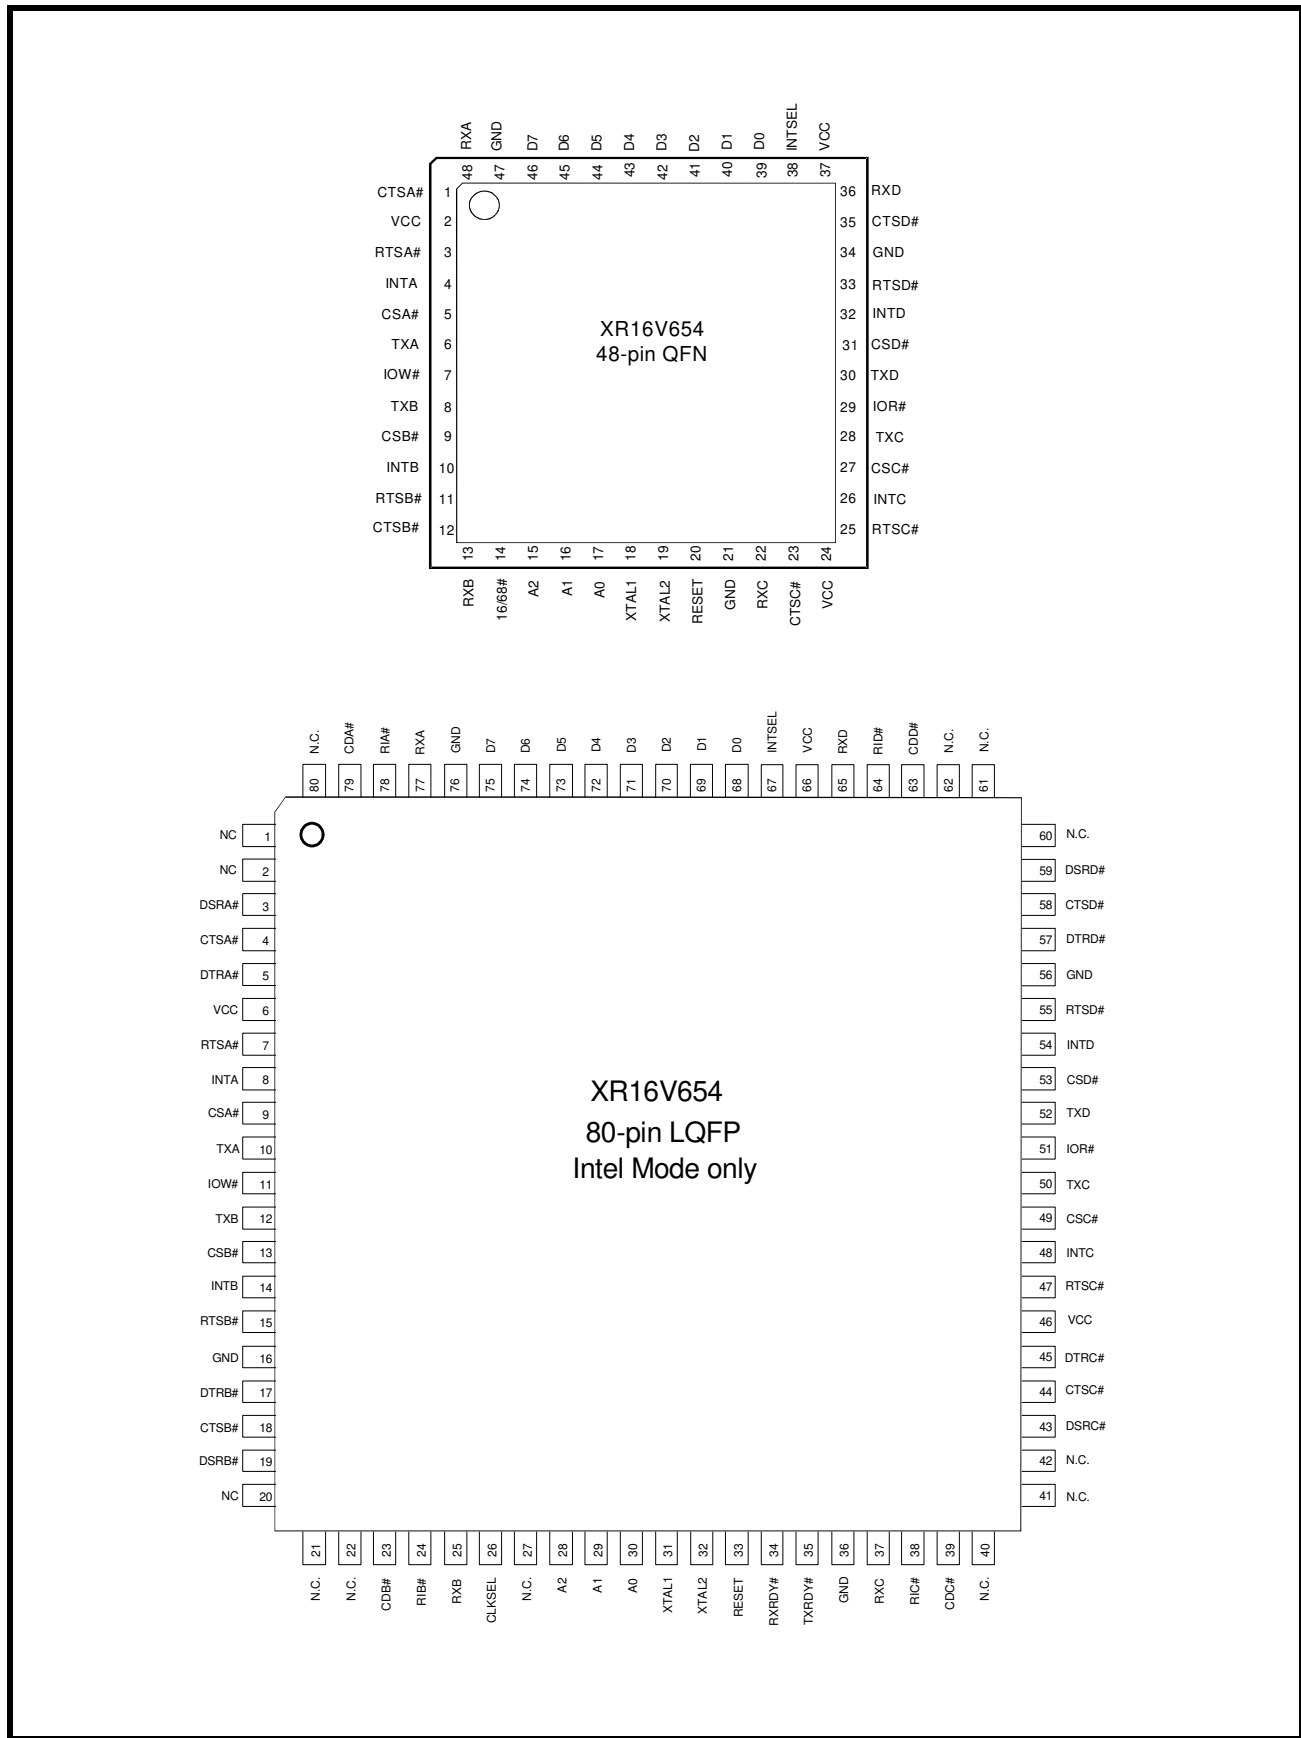 RXA GND D7 D6 D5 D4 D3 D2 D1 D0 INTSEL VCC
48 47 46 45 44 43 42 41 40 39 38 37
CTSA# 1 36 RXD
VCC 2 35 CTSD#
RTSA# 3 34 GND
INTA 4 33 RTSD#
CSA# 5 32 INTD
TXA 6 31 CSD#
IOW# 7 30 TXD
TXB 8 29 IOR#
CSB# 9 28 TXC
INTB 10 27 CSC#
RTSB# 11 26 INTC
CTSB# 12 25 RTSC#
XR16V654
48-pin QFN
13 14 15 16 17 18 19 20 21 22 23 24
RXB 16/68# A2 A1 A0 XTAL1 XTAL2 RESET GND RXC CTSC# VCC
N.C. CDA# RIA# RXA GND D7 D6 D5 D4 D3 D2 D1 D0 INTSEL VCC RXD RID# CDD# N.C. N.C.
80 79 78 77 76 75 74 73 72 71 70 69 68 67 66 65 64 63 62 61
NC 1 60 N.C.
NC 2 59 DSRD#
DSRA# 3 58 CTSD#
CTSA# 4 57 DTRD#
DTRA# 5 56 GND
VCC 6 55 RTSD#
RTSA# 7 54 INTD
INTA 8 53 CSD#
CSA# 9 52 TXD
TXA 10 51 IOR#
IOW# 11 50 TXC
TXB 12 49 CSC#
CSB# 13 48 INTC
INTB 14 47 RTSC#
RTSB# 15 46 VCC
GND 16 45 DTRC#
DTRB# 17 44 CTSC#
CTSB# 18 43 DSRC#
DSRB# 19 42 N.C.
NC 20 41 N.C.
XR16V654
80-pin LQFP
Intel Mode only
21 22 23 24 25 26 27 28 29 30 31 32 33 34 35 36 37 38 39 40
N.C. N.C. CDB# RIB# RXB CLKSEL N.C. A2 A1 A0 XTAL1 XTAL2 RESET RXRDY# TXRDY# GND RXC RIC# CDC# N.C.